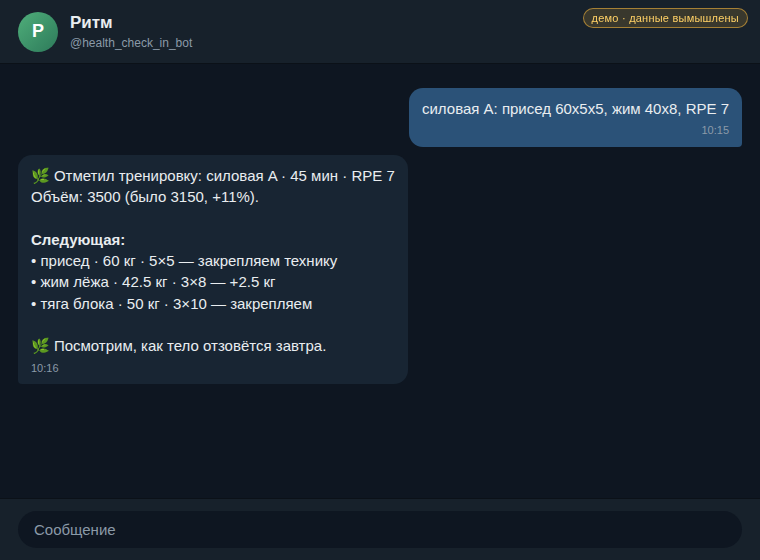 Р
Ритм
@health_check_in_bot
демо · данные вымышлены
силовая А: присед 60x5x5, жим 40x8, RPE 7
10:15
🌿 Отметил тренировку: силовая А · 45 мин · RPE 7
Объём: 3500 (было 3150, +11%).
Следующая:
• присед · 60 кг · 5×5 — закрепляем технику
• жим лёжа · 42.5 кг · 3×8 — +2.5 кг
• тяга блока · 50 кг · 3×10 — закрепляем
🌿 Посмотрим, как тело отзовётся завтра.
10:16
Сообщение